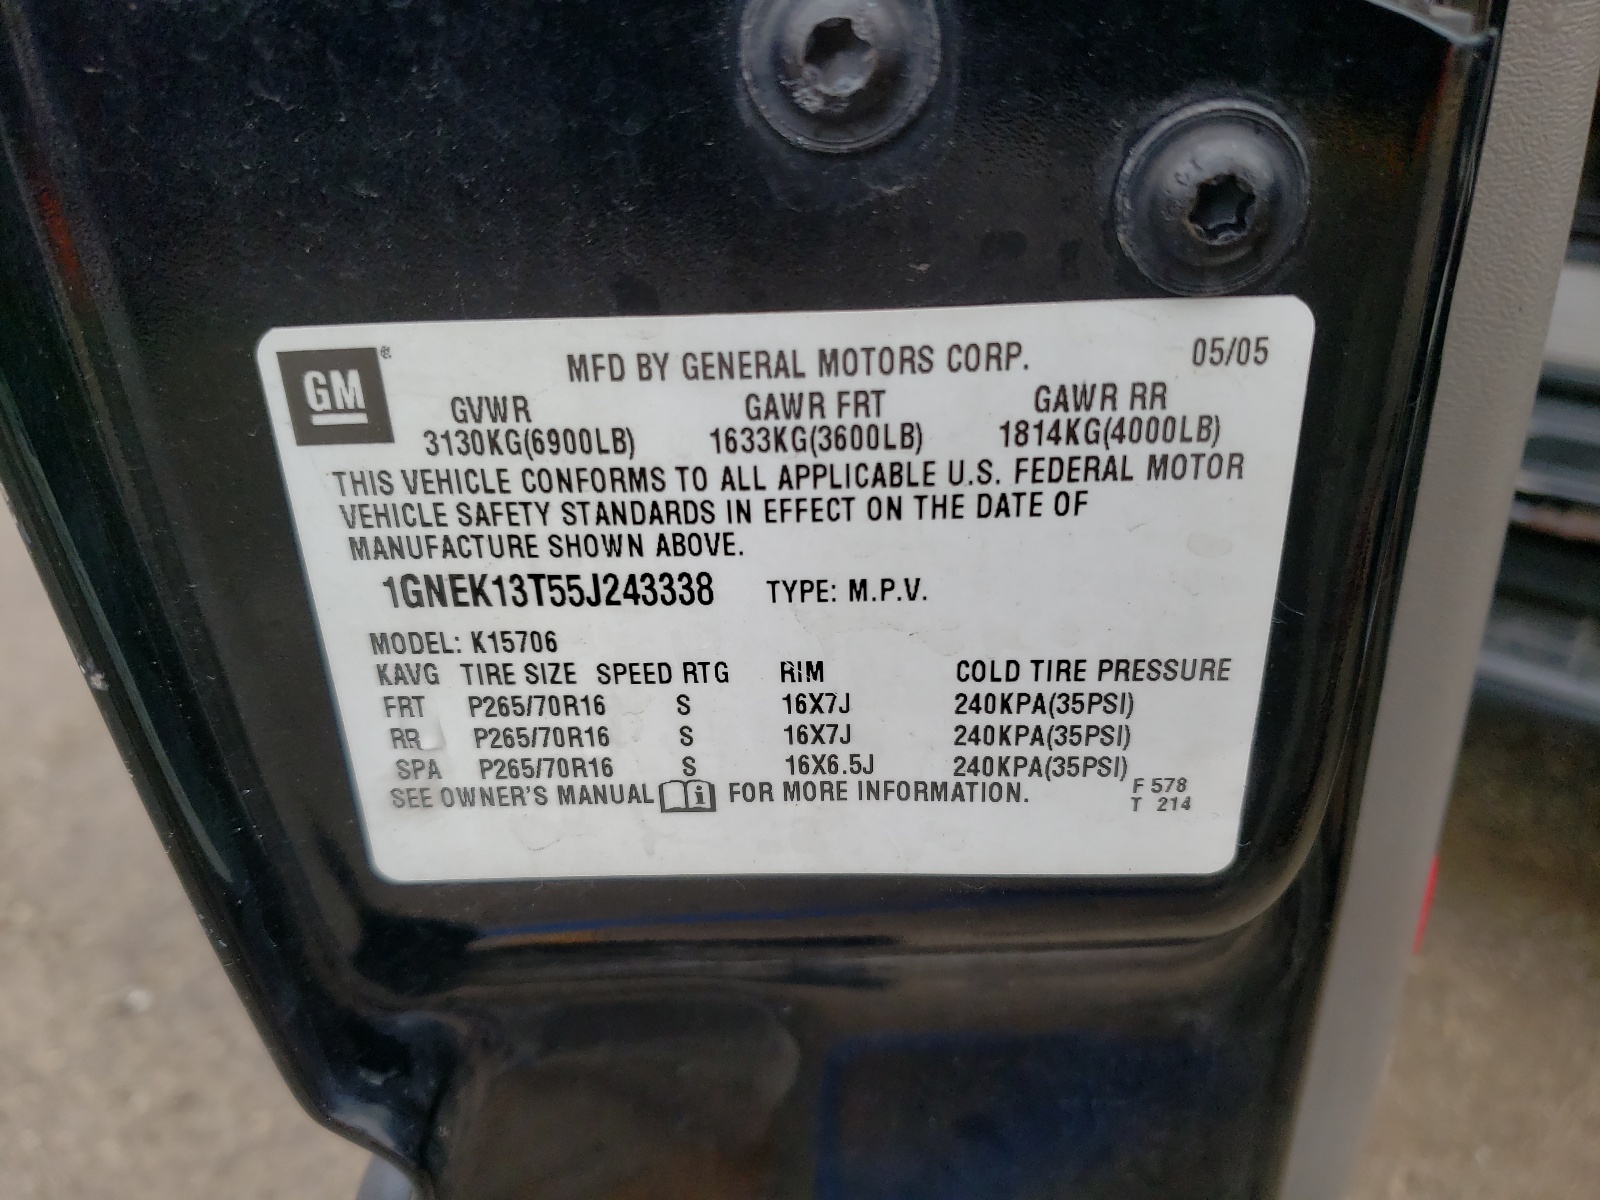 GM ®
MFD BY GENERAL MOTORS CORP. 05/05
GVWR GAWR FRT GAWR RR
3130KG(6900LB) 1633KG(3600LB) 1814KG(4000LB)
THIS VEHICLE CONFORMS TO ALL APPLICABLE U.S. FEDERAL MOTOR
VEHICLE SAFETY STANDARDS IN EFFECT ON THE DATE OF
MANUFACTURE SHOWN ABOVE.
1GNEK13T55J243338 TYPE: M.P.V.
MODEL: K15706
KAVG TIRE SIZE SPEED RTG RIM COLD TIRE PRESSURE
FRT P265/70R16 S 16X7J 240KPA(35PSI)
RR P265/70R16 S 16X7J 240KPA(35PSI)
SPA P265/70R16 S 16X6.5J 240KPA(35PSI)
SEE OWNER'S MANUAL i FOR MORE INFORMATION.
F 578
T 214